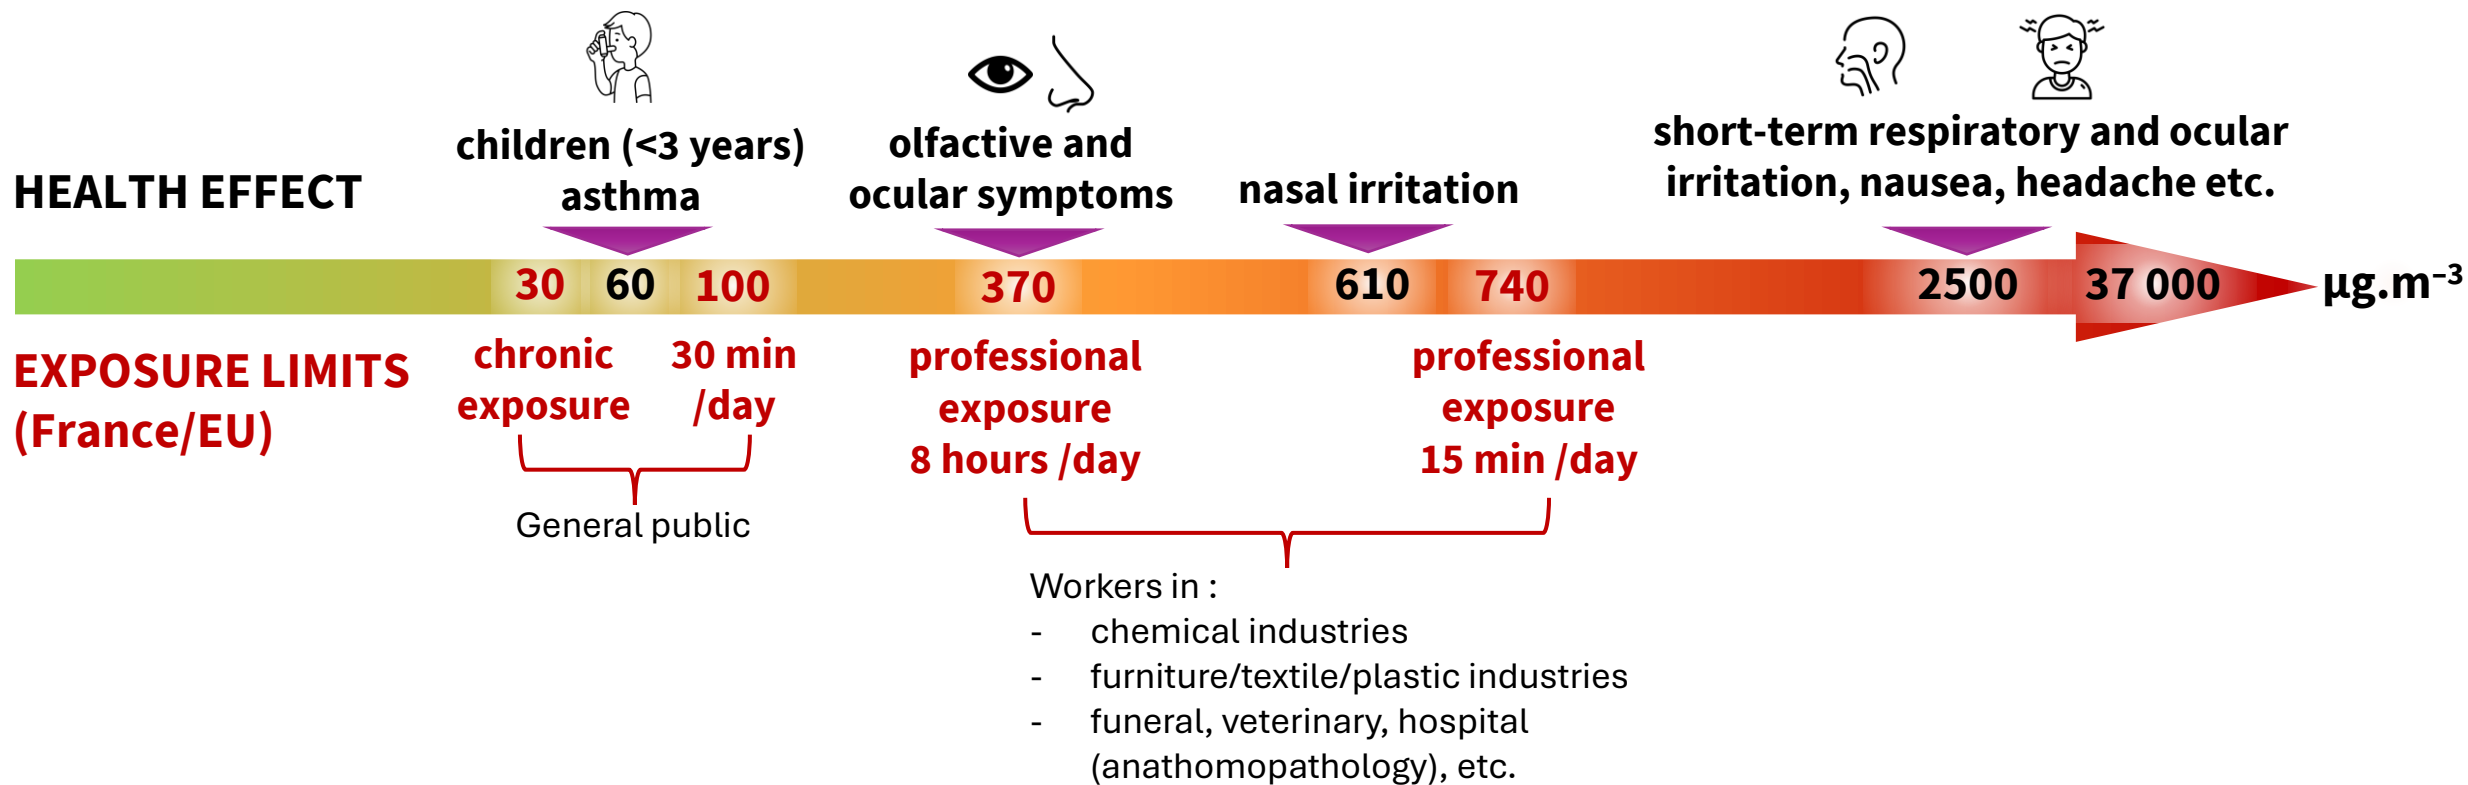 HEALTH EFFECT
children (<3 years)
asthma
olfactive and
ocular symptoms
nasal irritation
short-term respiratory and ocular
irritation, nausea, headache etc.
30 60 100 370 610 740 2500 37 000 µg.m⁻³
EXPOSURE LIMITS
(France/EU)
chronic
exposure
30 min
/day
General public
professional
exposure
8 hours /day
professional
exposure
15 min /day
Workers in :
- chemical industries
- furniture/textile/plastic industries
- funeral, veterinary, hospital
(anathomopathology), etc.